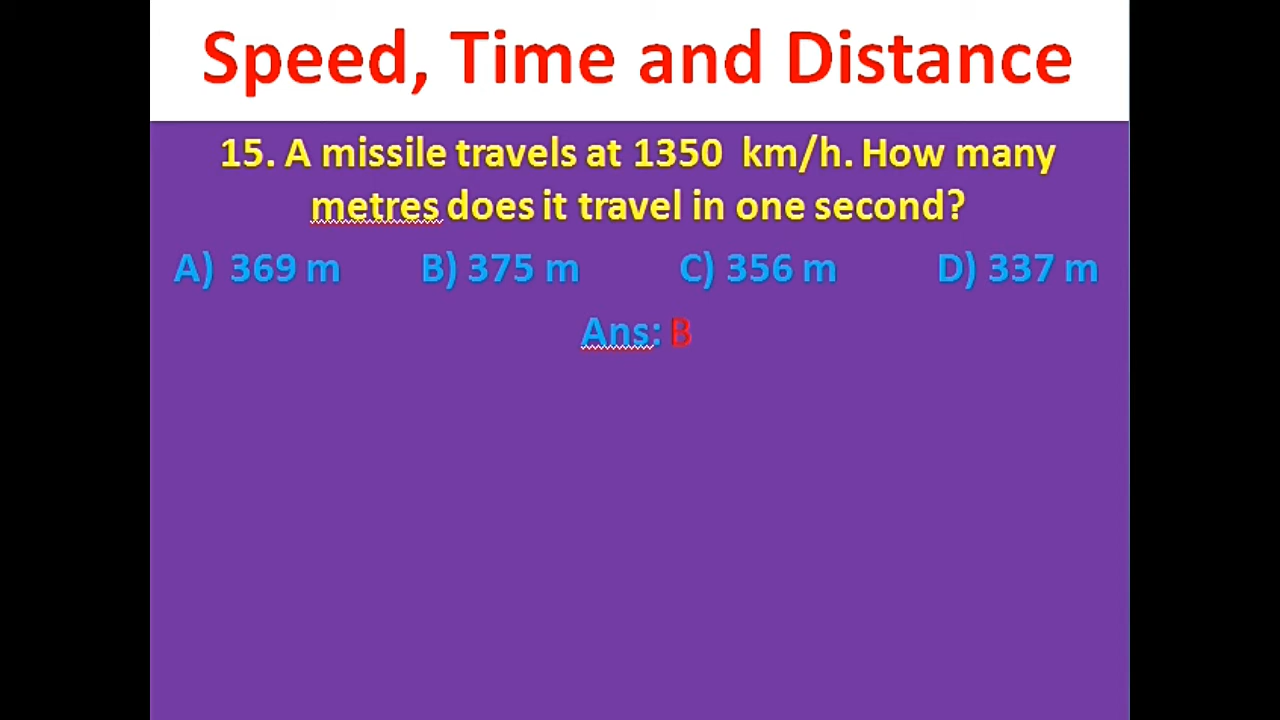 Speed, Time and Distance
15. A missile travels at 1350 km/h. How many
metres does it travel in one second?
A) 369 m B) 375 m C) 356 m D) 337 m
Ans: B